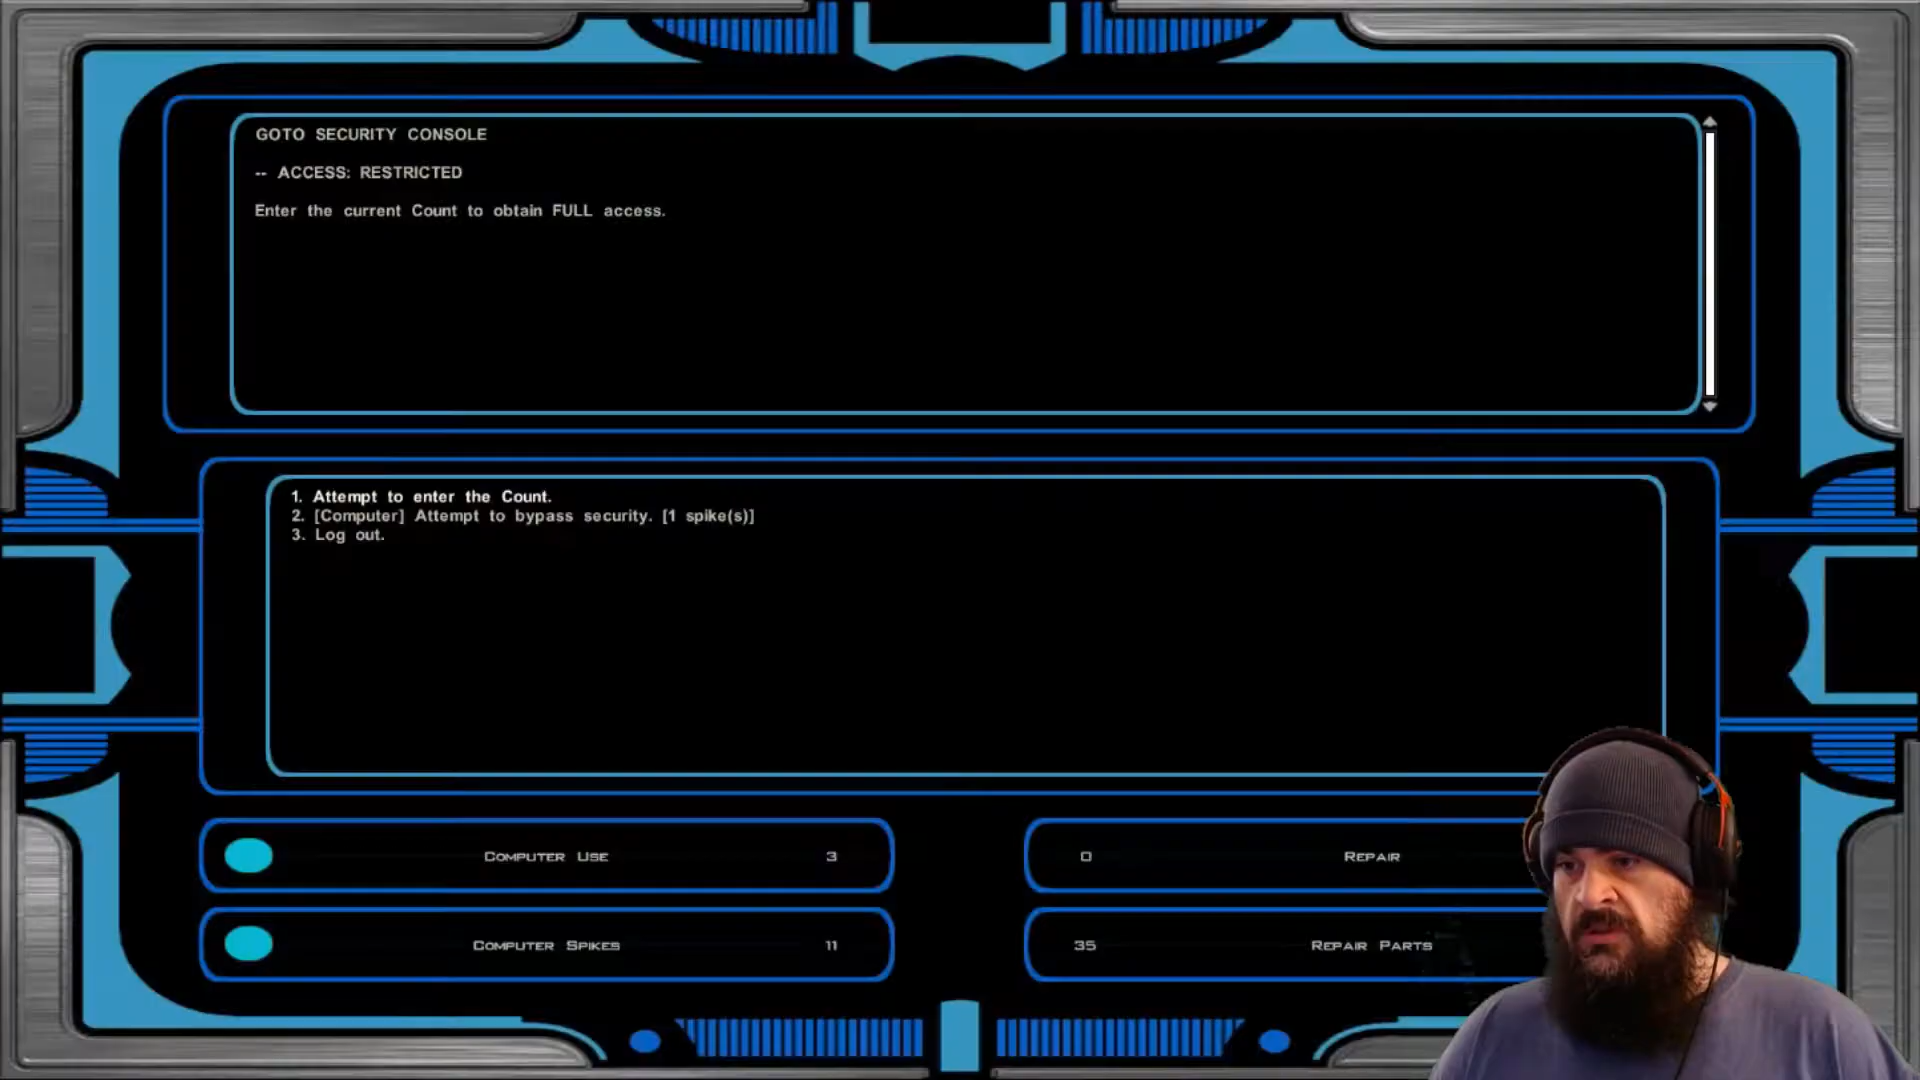 GOTO SECURITY CONSOLE
-- ACCESS: RESTRICTED
Enter the current Count to obtain FULL access.
1. Attempt to enter the Count.
2. [Computer] Attempt to bypass security. [1 spike(s)]
3. Log out.
COMPUTER USE 3
0 REPAIR
COMPUTER SPIKES 11
35 REPAIR PARTS